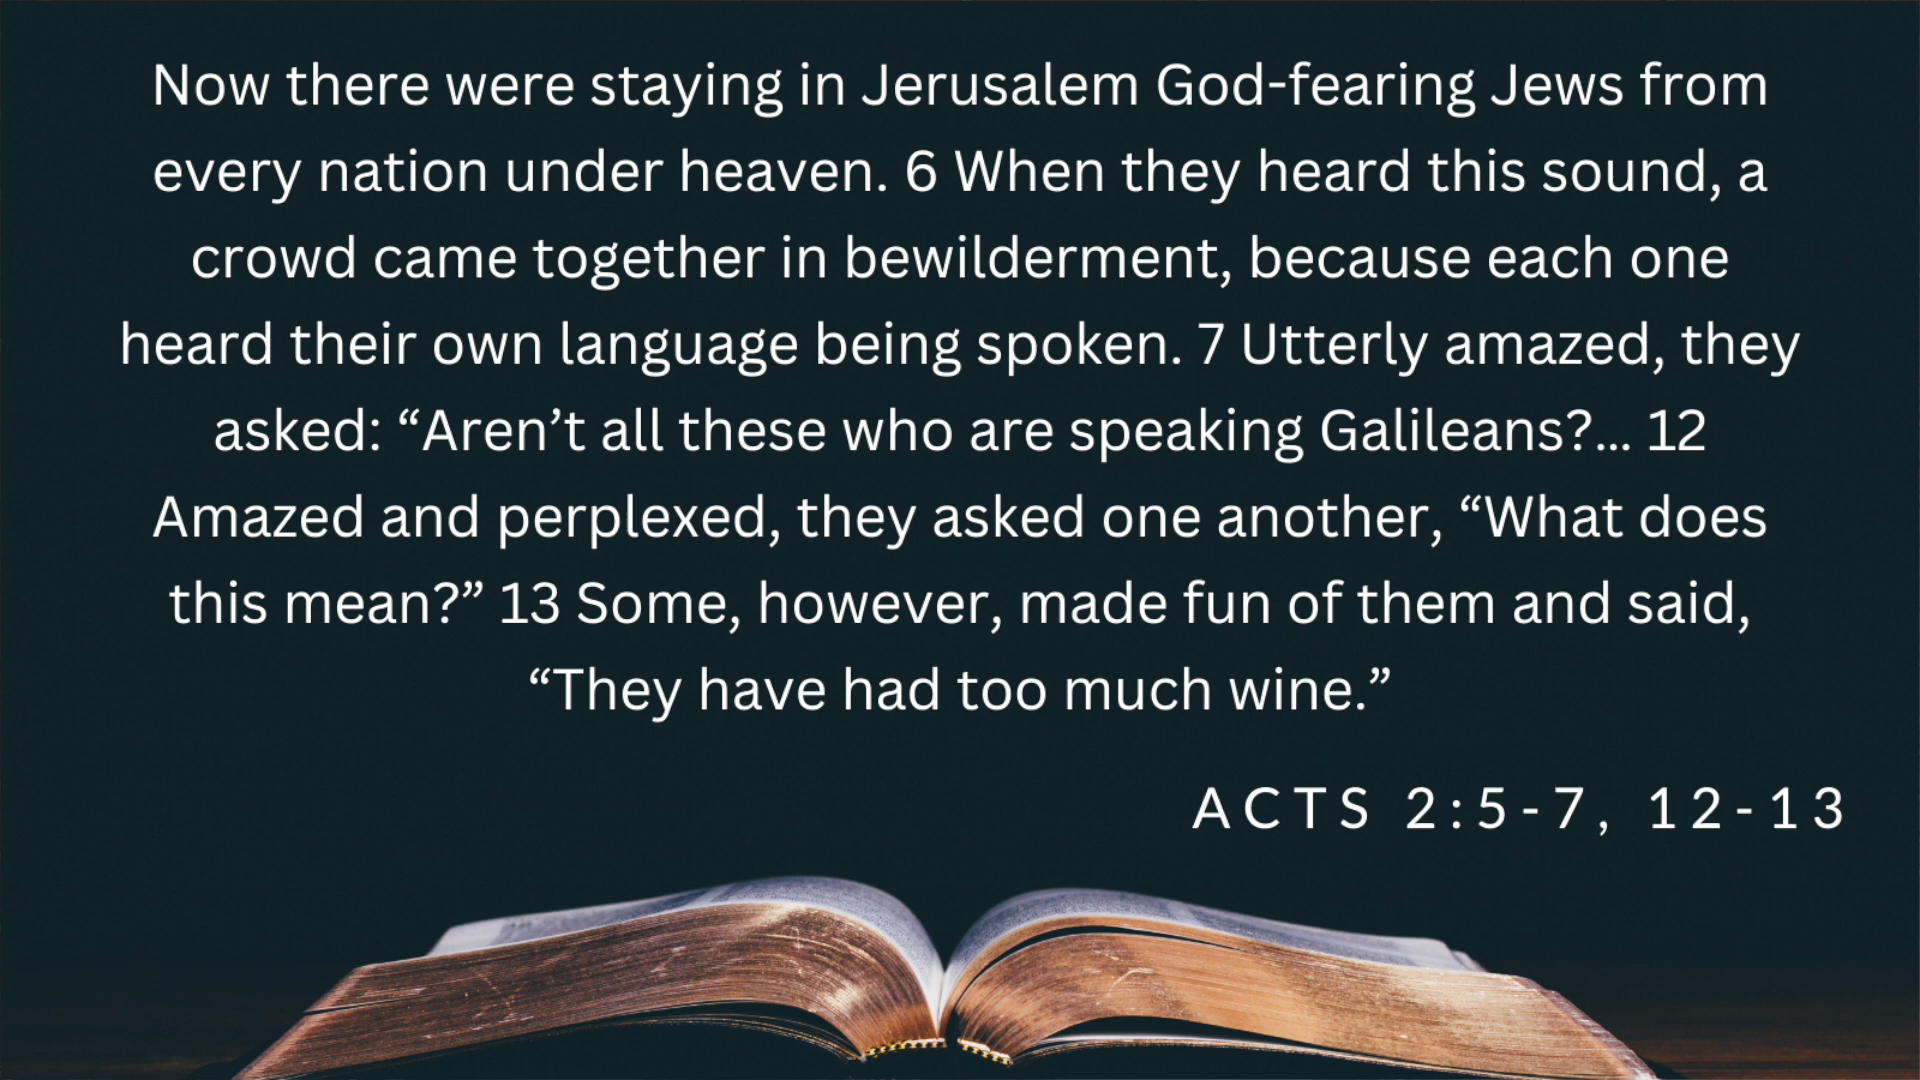 Now there were staying in Jerusalem God-fearing Jews from
every nation under heaven. 6 When they heard this sound, a
crowd came together in bewilderment, because each one
heard their own language being spoken. 7 Utterly amazed, they
asked: “Aren’t all these who are speaking Galileans?... 12
Amazed and perplexed, they asked one another, “What does
this mean?” 13 Some, however, made fun of them and said,
“They have had too much wine.”
ACTS 2:5-7, 12-13